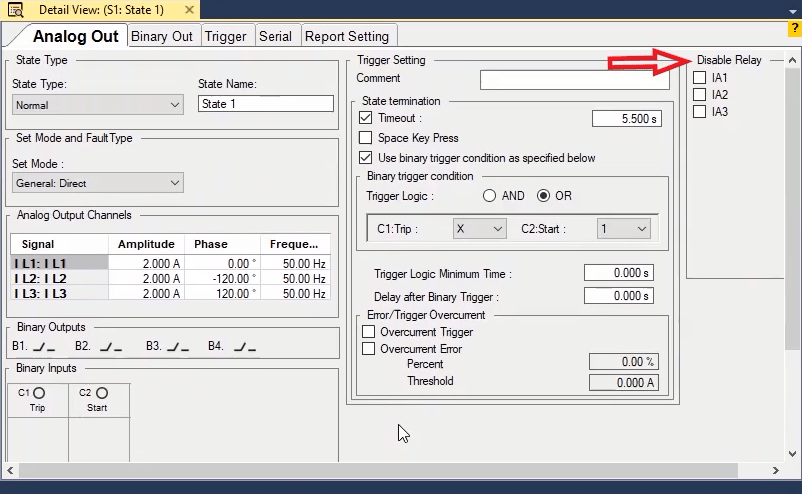 Detail View: (S1: State 1)
?
Analog Out Binary Out Trigger Serial Report Setting
State Type
State Type: State Name:
Normal State 1
Set Mode and FaultType
Set Mode :
General: Direct
Analog Output Channels
Signal Amplitude Phase Freque...
I L1: I L1 2.000 A 0.00 ° 50.00 Hz
I L2: I L2 2.000 A -120.00 ° 50.00 Hz
I L3: I L3 2.000 A 120.00 ° 50.00 Hz
Binary Outputs
B1. B2. B3. B4.
Binary Inputs
C1 C2
Trip Start
Trigger Setting
Comment
State termination
Timeout : 5.500 s
Space Key Press
Use binary trigger condition as specified below
Binary trigger condition
Trigger Logic : AND OR
C1:Trip : X C2:Start : 1
Trigger Logic Minimum Time : 0.000 s
Delay after Binary Trigger : 0.000 s
Error/Trigger Overcurrent
Overcurrent Trigger
Overcurrent Error
Percent 0.00 %
Threshold 0.000 A
Disable Relay
IA1
IA2
IA3